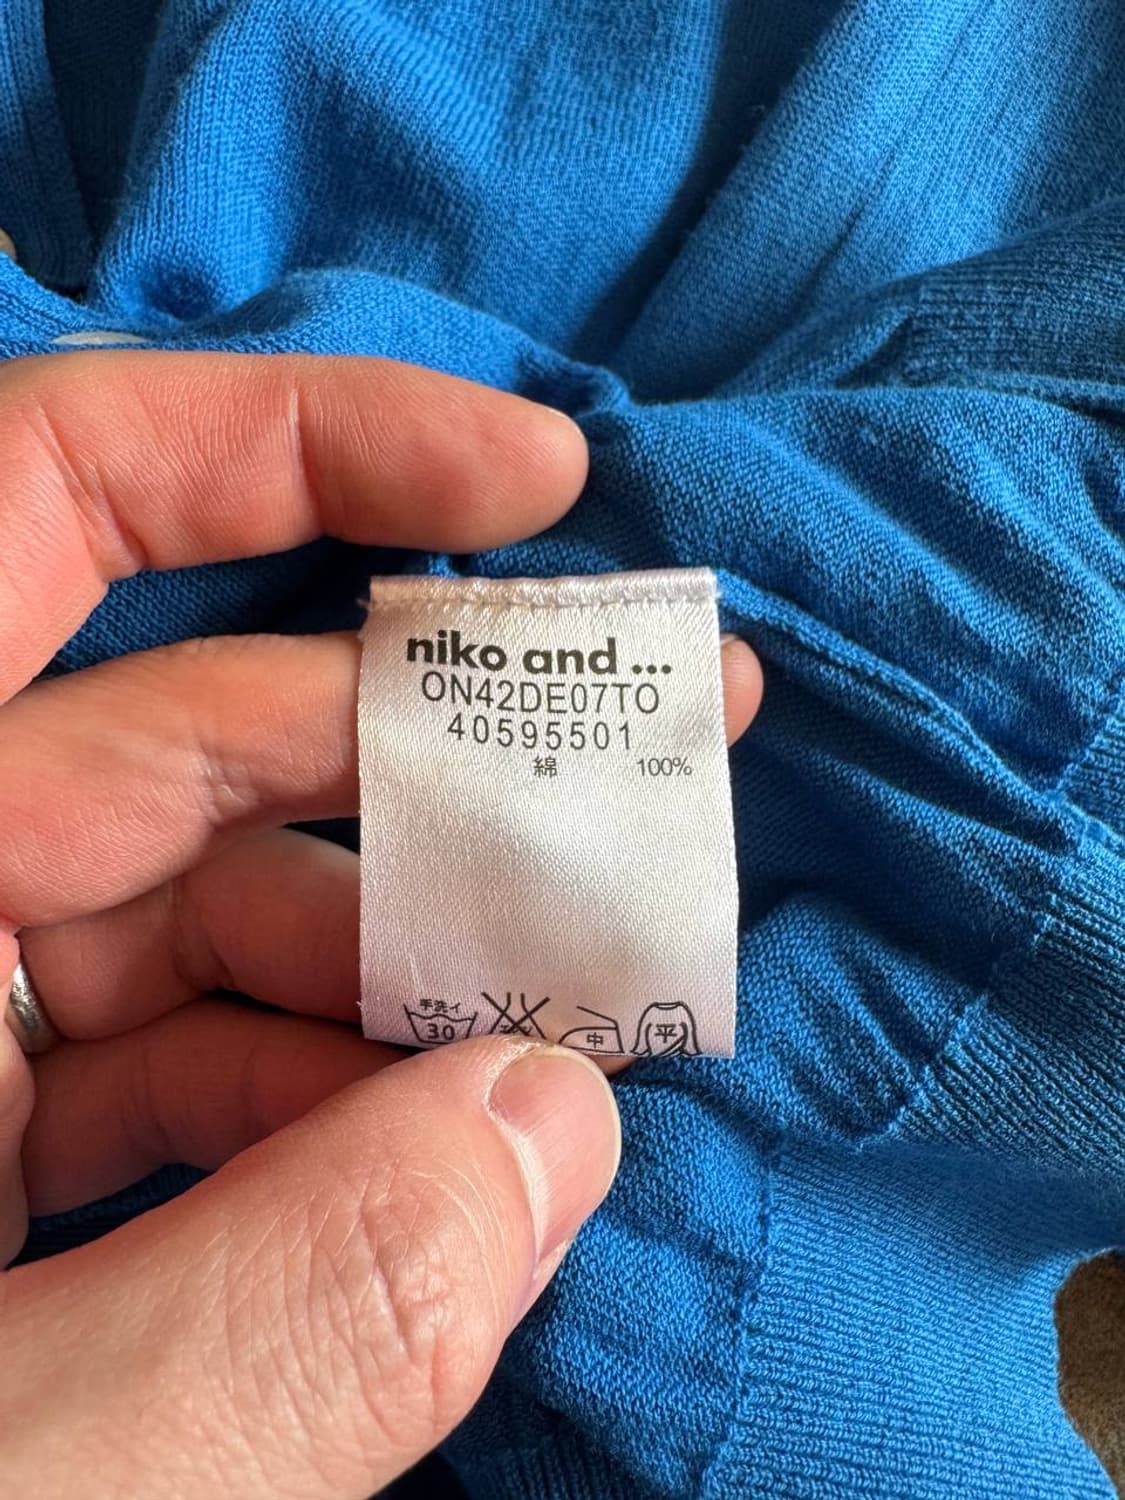 niko and ...
ON42DE07TO
40595501
綿 100%
手洗イ
30
中
平